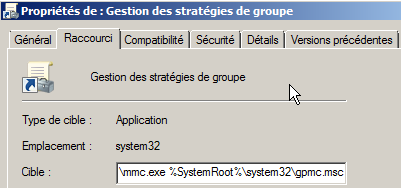 Propriétés de : Gestion des stratégies de groupe
Général Raccourci Compatibilité Sécurité Détails Versions précédentes
Gestion des stratégies de groupe
Type de cible : Application
Emplacement : system32
Cible : \mmc.exe %SystemRoot%\system32\gpmc.msc